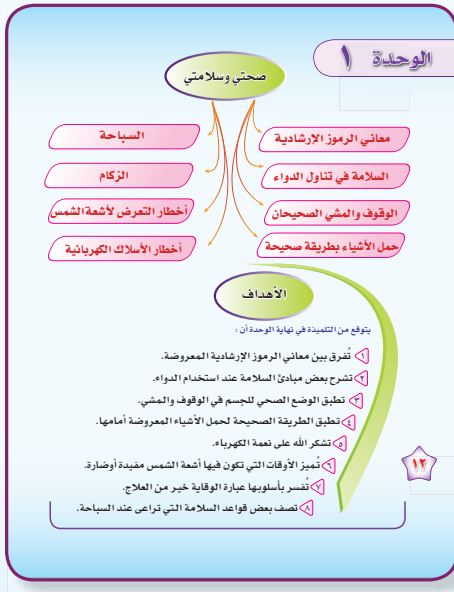 الوحدة ١
صحتي وسلامتي
معاني الرموز الإرشادية
السلامة في تناول الدواء
الوقوف والمشي الصحيحان
حمل الأشياء بطريقة صحيحة
السباحة
الزكام
أخطار التعرض لأشعة الشمس
أخطار الأسلاك الكهربائية
الأهداف
يتوقع من التلميذة في نهاية الوحدة أن :
١ تُفرق بين معاني الرموز الإرشادية المعروضة.
٢ تشرح بعض مبادئ السلامة عند استخدام الدواء.
٣ تطبق الوضع الصحي للجسم في الوقوف والمشي.
٤ تطبق الطريقة الصحيحة لحمل الأشياء المعروضة أمامها.
٥ تشكر الله على نعمة الكهرباء.
٦ تُميز الأوقات التي تكون فيها أشعة الشمس مفيدة أوضارة.
٧ تُفسر بأسلوبها عبارة الوقاية خير من العلاج.
٨ تصف بعض قواعد السلامة التي تراعى عند السباحة.
١٢